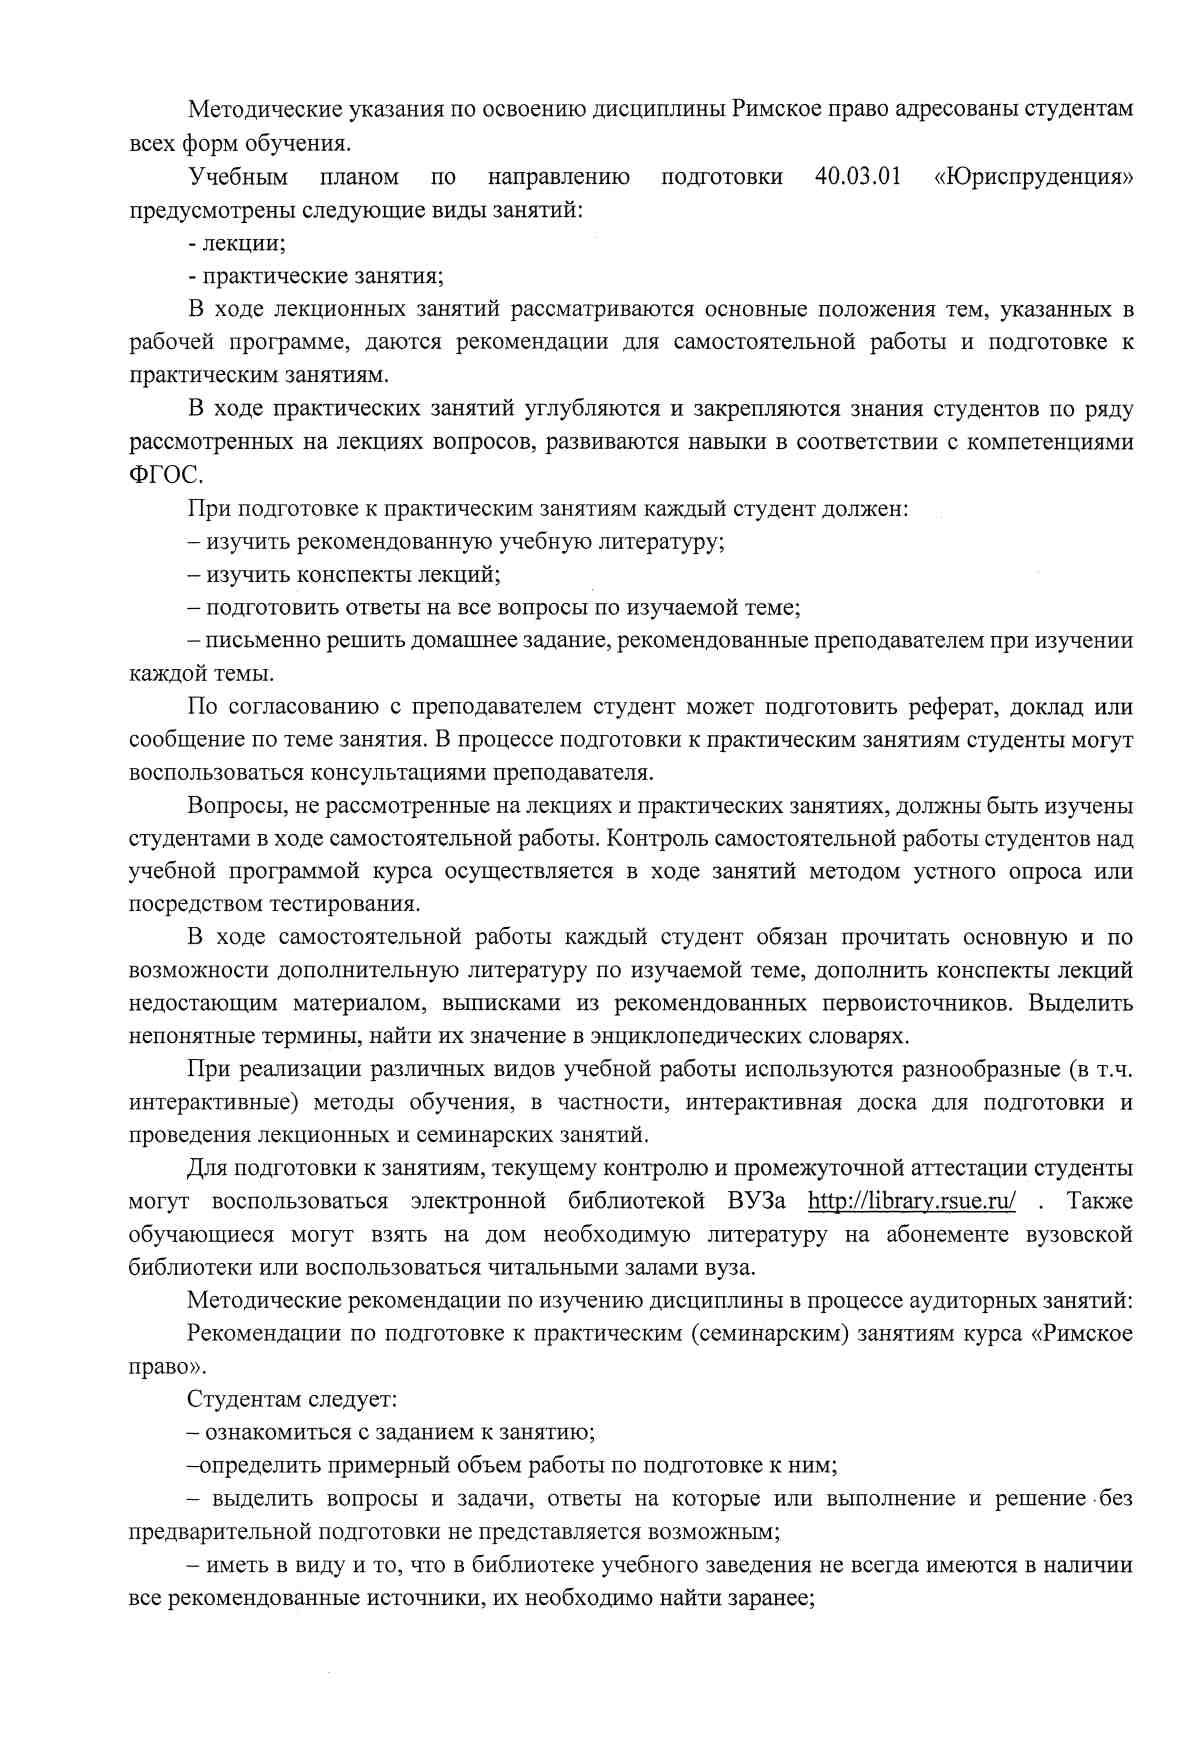 Методические указания по освоению дисциплины Римское право адресованы студентам
всех форм обучения.
Учебным планом по направлению подготовки 40.03.01 «Юриспруденция»
предусмотрены следующие виды занятий:
- лекции;
- практические занятия;
В ходе лекционных занятий рассматриваются основные положения тем, указанных в
рабочей программе, даются рекомендации для самостоятельной работы и подготовке к
практическим занятиям.
В ходе практических занятий углубляются и закрепляются знания студентов по ряду
рассмотренных на лекциях вопросов, развиваются навыки в соответствии с компетенциями
ФГОС.
При подготовке к практическим занятиям каждый студент должен:
– изучить рекомендованную учебную литературу;
– изучить конспекты лекций;
– подготовить ответы на все вопросы по изучаемой теме;
– письменно решить домашнее задание, рекомендованные преподавателем при изучении
каждой темы.
По согласованию с преподавателем студент может подготовить реферат, доклад или
сообщение по теме занятия. В процессе подготовки к практическим занятиям студенты могут
воспользоваться консультациями преподавателя.
Вопросы, не рассмотренные на лекциях и практических занятиях, должны быть изучены
студентами в ходе самостоятельной работы. Контроль самостоятельной работы студентов над
учебной программой курса осуществляется в ходе занятий методом устного опроса или
посредством тестирования.
В ходе самостоятельной работы каждый студент обязан прочитать основную и по
возможности дополнительную литературу по изучаемой теме, дополнить конспекты лекций
недостающим материалом, выписками из рекомендованных первоисточников. Выделить
непонятные термины, найти их значение в энциклопедических словарях.
При реализации различных видов учебной работы используются разнообразные (в т.ч.
интерактивные) методы обучения, в частности, интерактивная доска для подготовки и
проведения лекционных и семинарских занятий.
Для подготовки к занятиям, текущему контролю и промежуточной аттестации студенты
могут воспользоваться электронной библиотекой ВУЗа http://library.rsue.ru/ . Также
обучающиеся могут взять на дом необходимую литературу на абонементе вузовской
библиотеки или воспользоваться читальными залами вуза.
Методические рекомендации по изучению дисциплины в процессе аудиторных занятий:
Рекомендации по подготовке к практическим (семинарским) занятиям курса «Римское
право».
Студентам следует:
– ознакомиться с заданием к занятию;
–определить примерный объем работы по подготовке к ним;
– выделить вопросы и задачи, ответы на которые или выполнение и решение без
предварительной подготовки не представляется возможным;
– иметь в виду и то, что в библиотеке учебного заведения не всегда имеются в наличии
все рекомендованные источники, их необходимо найти заранее;